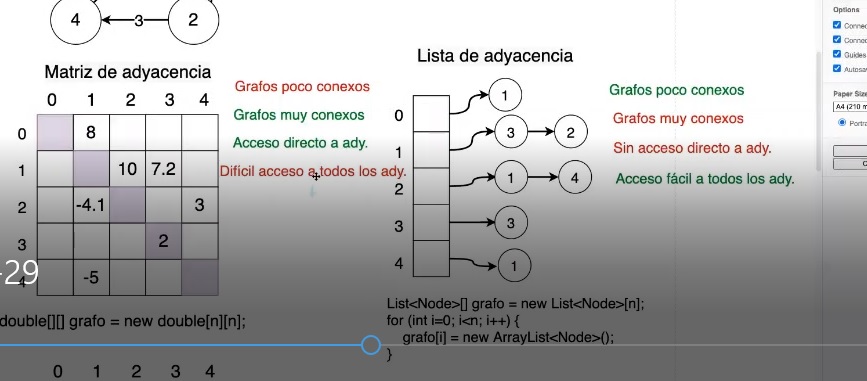 4
3
2
Matriz de adyacencia
0 1 2 3 4
0 8
1 10 7.2
2 -4.1 3
3 2
4 -5
Grafos poco conexos
Grafos muy conexos
Acceso directo a ady.
Difícil acceso a todos los ady.
double[][] grafo = new double[n][n];
0 1 2 3 4
-29
Lista de adyacencia
0 1
1 3 2
2 1 4
3 3
4 1
Grafos poco conexos
Grafos muy conexos
Sin acceso directo a ady.
Acceso fácil a todos los ady.
List<Node>[] grafo = new List<Node>[n];
for (int i=0; i<n; i++) {
grafo[i] = new ArrayList<Node>();
}
Options
Guides
Paper Size
A4 (210 m